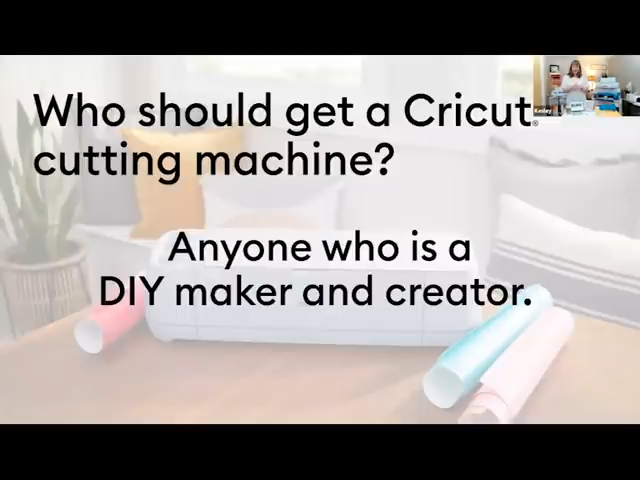 Who should get a Cricut®
cutting machine?
Anyone who is a
DIY maker and creator.